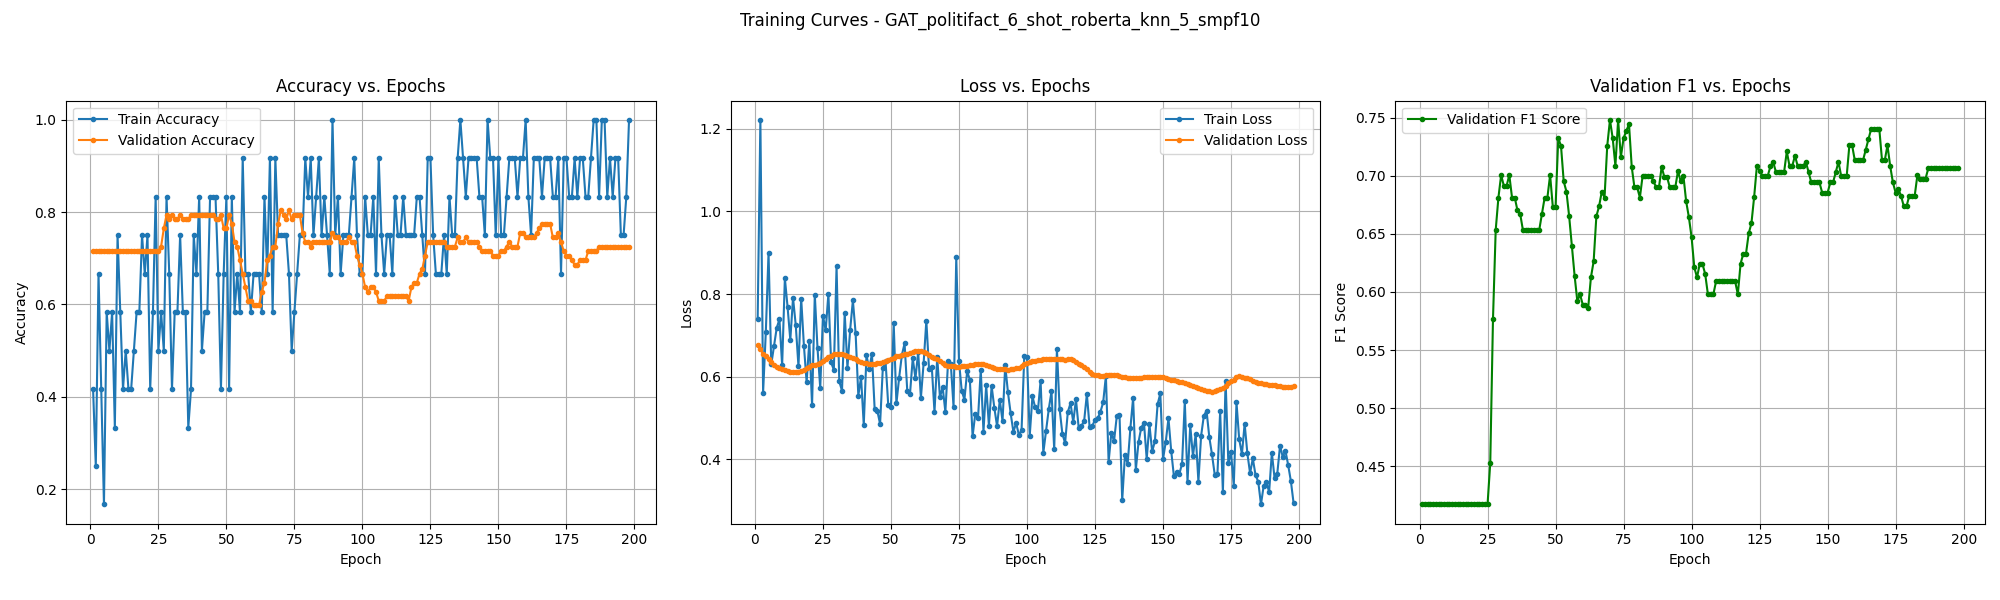 Training Curves - GAT_politifact_6_shot_roberta_knn_5_smpf10
Accuracy vs. Epochs
Train Accuracy
Validation Accuracy
Accuracy
1.0
0.8
0.6
0.4
0.2
0 25 50 75 100 125 150 175 200
Epoch
Loss vs. Epochs
Train Loss
Validation Loss
Loss
1.2
1.0
0.8
0.6
0.4
0 25 50 75 100 125 150 175 200
Epoch
Validation F1 vs. Epochs
Validation F1 Score
F1 Score
0.75
0.70
0.65
0.60
0.55
0.50
0.45
0 25 50 75 100 125 150 175 200
Epoch